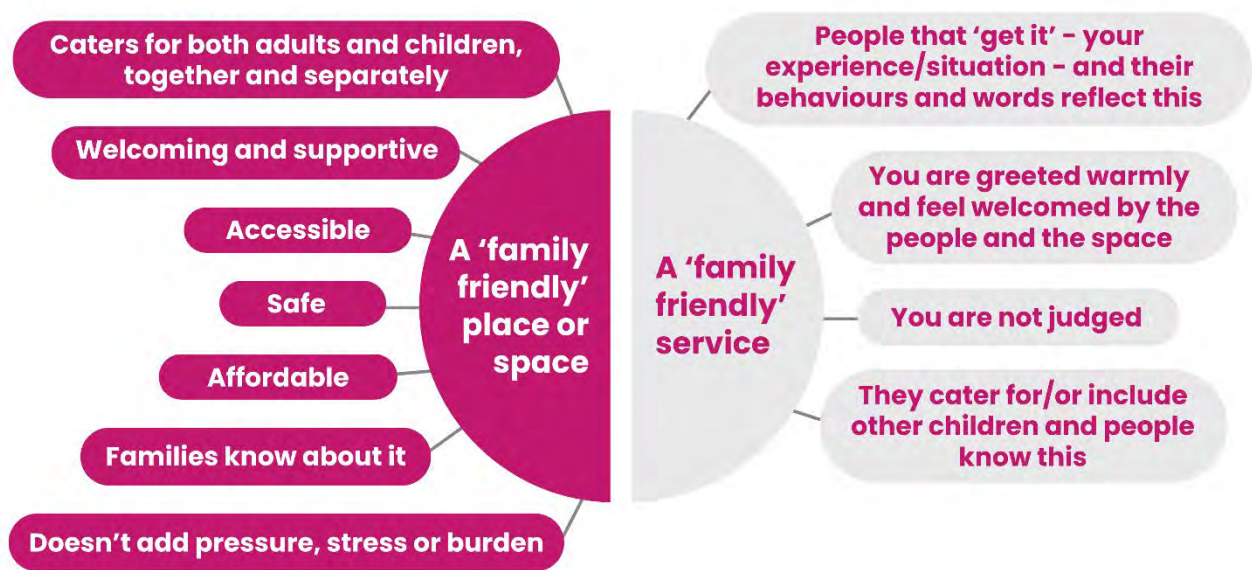 Caters for both adults and children,
together and separately
Welcoming and supportive
Accessible
Safe
Affordable
Families know about it
Doesn’t add pressure, stress or burden
A ‘family
friendly’
place or
space
A ‘family
friendly’
service
People that ‘get it’ - your
experience/situation - and their
behaviours and words reflect this
You are greeted warmly
and feel welcomed by the
people and the space
You are not judged
They cater for/or include
other children and people
know this